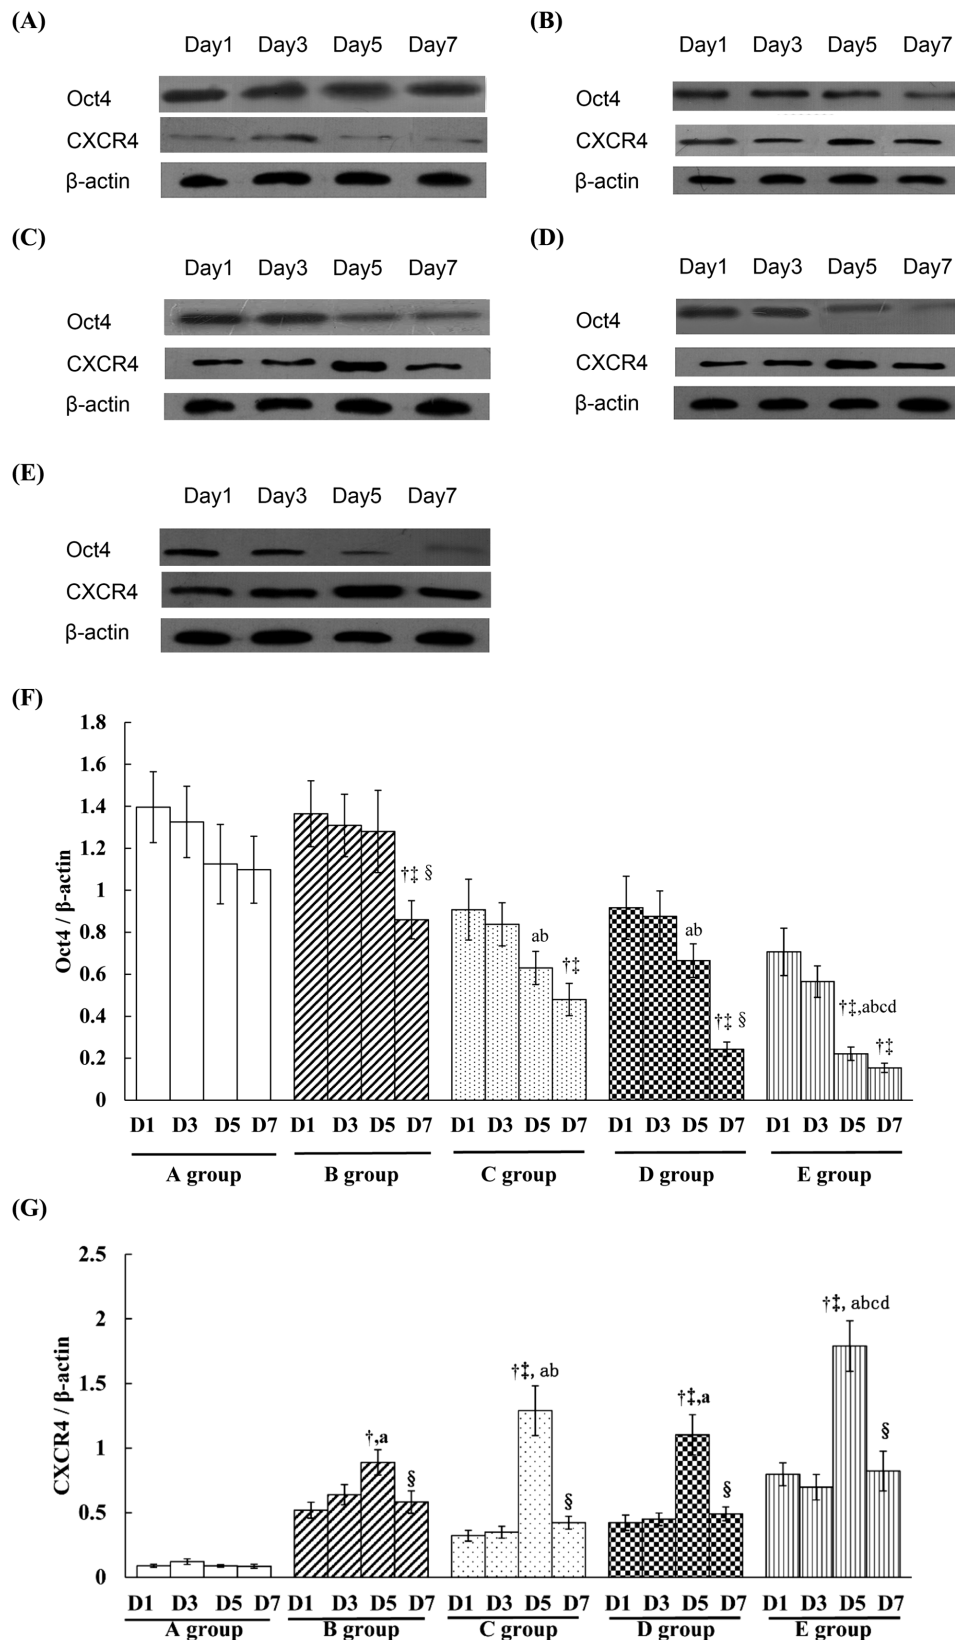 (A)
Day1 Day3 Day5 Day7
Oct4
CXCR4
β-actin
(B)
Day1 Day3 Day5 Day7
Oct4
CXCR4
β-actin
(C)
Day1 Day3 Day5 Day7
Oct4
CXCR4
β-actin
(D)
Day1 Day3 Day5 Day7
Oct4
CXCR4
β-actin
(E)
Day1 Day3 Day5 Day7
Oct4
CXCR4
β-actin
(F)
Oct4 / β-actin
1.8
1.6
1.4
1.2
1
0.8
0.6
0.4
0.2
0
†‡ §
ab
†‡
ab
†‡ §
†‡,abcd
†‡
D1 D3 D5 D7 D1 D3 D5 D7 D1 D3 D5 D7 D1 D3 D5 D7 D1 D3 D5 D7
A group B group C group D group E group
(G)
CXCR4 / β-actin
2.5
2
1.5
1
0.5
0
†,a
§
†‡, ab
§
†‡,a
§
†‡, abcd
§
D1 D3 D5 D7 D1 D3 D5 D7 D1 D3 D5 D7 D1 D3 D5 D7 D1 D3 D5 D7
A group B group C group D group E group